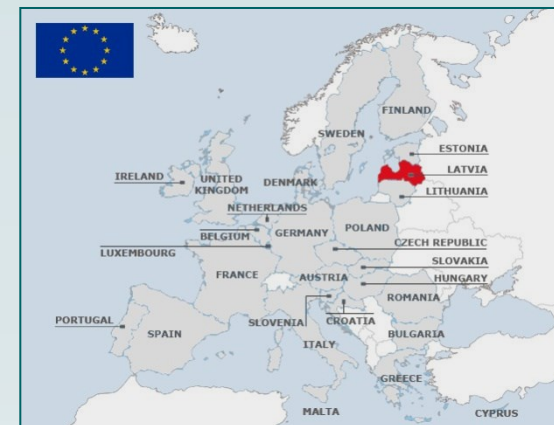 FINLAND
SWEDEN
ESTONIA
LATVIA
LITHUANIA
IRELAND
UNITED
KINGDOM
DENMARK
NETHERLANDS
BELGIUM
GERMANY
POLAND
LUXEMBOURG
CZECH REPUBLIC
SLOVAKIA
HUNGARY
FRANCE
AUSTRIA
ROMANIA
PORTUGAL
SPAIN
SLOVENIA
CROATIA
ITALY
BULGARIA
GREECE
MALTA
CYPRUS